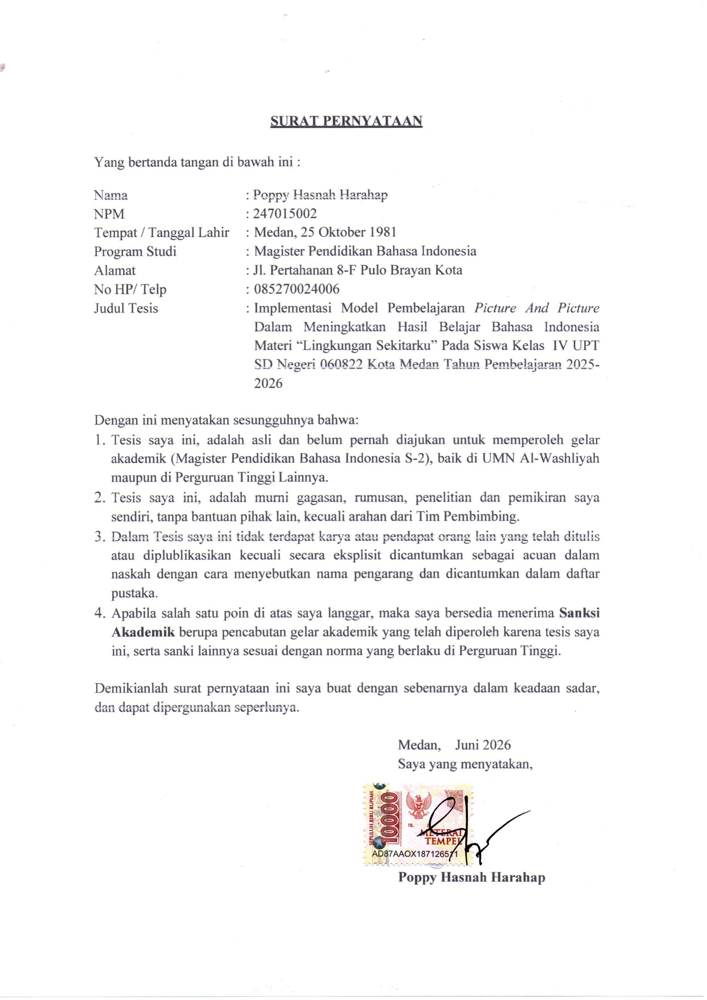 SURAT PERNYATAAN
Yang bertanda tangan di bawah ini :
Nama : Poppy Hasnah Harahap
NPM : 247015002
Tempat / Tanggal Lahir : Medan, 25 Oktober 1981
Program Studi : Magister Pendidikan Bahasa Indonesia
Alamat : Jl. Pertahanan 8-F Pulo Brayan Kota
No HP/ Telp : 085270024006
Judul Tesis : Implementasi Model Pembelajaran Picture And Picture
Dalam Meningkatkan Hasil Belajar Bahasa Indonesia
Materi “Lingkungan Sekitarku” Pada Siswa Kelas IV UPT
SD Negeri 060822 Kota Medan Tahun Pembelajaran 2025-
2026
Dengan ini menyatakan sesungguhnya bahwa:
1. Tesis saya ini, adalah asli dan belum pernah diajukan untuk memperoleh gelar
akademik (Magister Pendidikan Bahasa Indonesia S-2), baik di UMN Al-Washliyah
maupun di Perguruan Tinggi Lainnya.
2. Tesis saya ini, adalah murni gagasan, rumusan, penelitian dan pemikiran saya
sendiri, tanpa bantuan pihak lain, kecuali arahan dari Tim Pembimbing.
3. Dalam Tesis saya ini tidak terdapat karya atau pendapat orang lain yang telah ditulis
atau diplublikasikan kecuali secara eksplisit dicantumkan sebagai acuan dalam
naskah dengan cara menyebutkan nama pengarang dan dicantumkan dalam daftar
pustaka.
4. Apabila salah satu poin di atas saya langgar, maka saya bersedia menerima Sanksi
Akademik berupa pencabutan gelar akademik yang telah diperoleh karena tesis saya
ini, serta sanki lainnya sesuai dengan norma yang berlaku di Perguruan Tinggi.
Demikianlah surat pernyataan ini saya buat dengan sebenarnya dalam keadaan sadar,
dan dapat dipergunakan seperlunya.
Medan, Juni 2026
Saya yang menyatakan,
SEPULUH RIBU RUPIAH
10000
TGL.
METERAI
TEMPEL
AD87AAOX187126511
Poppy Hasnah Harahap